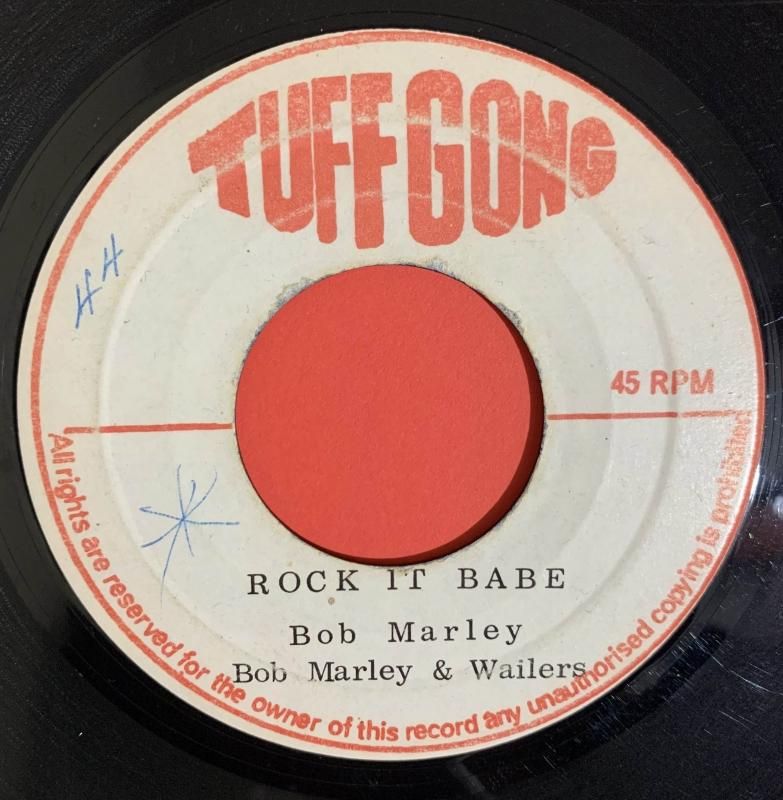 TUFF GONG
44
45 RPM
ROCK IT BABE
Bob Marley
Bob Marley & Wailers
All rights are reserved for the owner of this record any unauthorised copying is prohibited